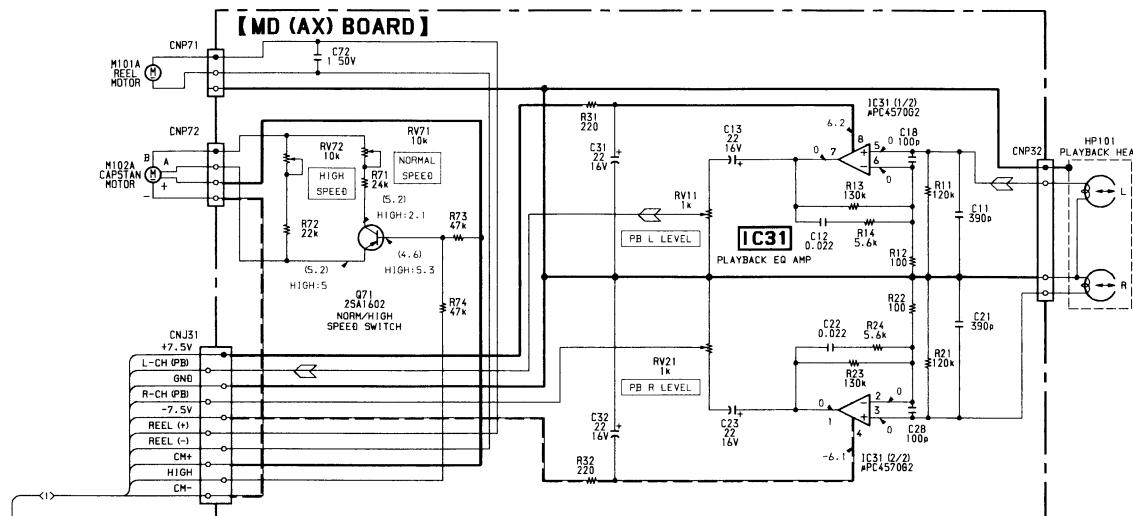 【MD (AX) BOARD】
CNP71
M101A
REEL
MOTOR
M
C72
1 50V
CNP72
M102A
CAPSTAN
MOTOR
B
A
M
+
-
RV72
10k
HIGH
SPEED
RV71
10k
NORMAL
SPEED
R71
24k
R72
22k
(5.2)
HIGH:2.1
R73
47k
(4.6)
HIGH:5.3
(5.2)
HIGH:5
Q71
2SA1602
NORM/HIGH
SPEED SWITCH
R74
47k
CNJ31
+7.5V
L-CH (PB)
GND
R-CH (PB)
-7.5V
REEL (+)
REEL (-)
CM+
HIGH
CM-
R31
220
C31
22
16V
+
C32
22
16V
+
R32
220
RV11
1k
PB L LEVEL
RV21
1k
PB R LEVEL
C13
22
16V
+
IC31 (1/2)
μPC4570G2
6.2
8
0
7
+
-
5
0
6
0
C18
100p
R13
130k
C12
0.022
R14
5.6k
R12
100
R11
120k
C11
390p
IC31
PLAYBACK EQ AMP
R22
100
C22
0.022
R24
5.6k
R23
130k
R21
120k
C21
390p
C23
22
16V
+
0
1
-
+
2
0
3
0
4
C28
100p
-6.1
IC31 (2/2)
μPC4570G2
CNP32
HP101
PLAYBACK HEA
L
R